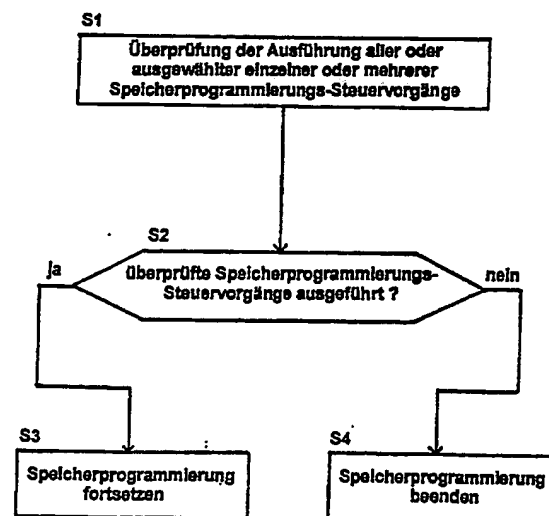 S1
Überprüfung der Ausführung aller oder
ausgewählter einzelner oder mehrerer
Speicherprogrammierungs-Steuervorgänge
S2
ja
überprüfte Speicherprogrammierungs-
Steuervorgänge ausgeführt ?
nein
S3
Speicherprogrammierung
fortsetzen
S4
Speicherprogrammierung
beenden